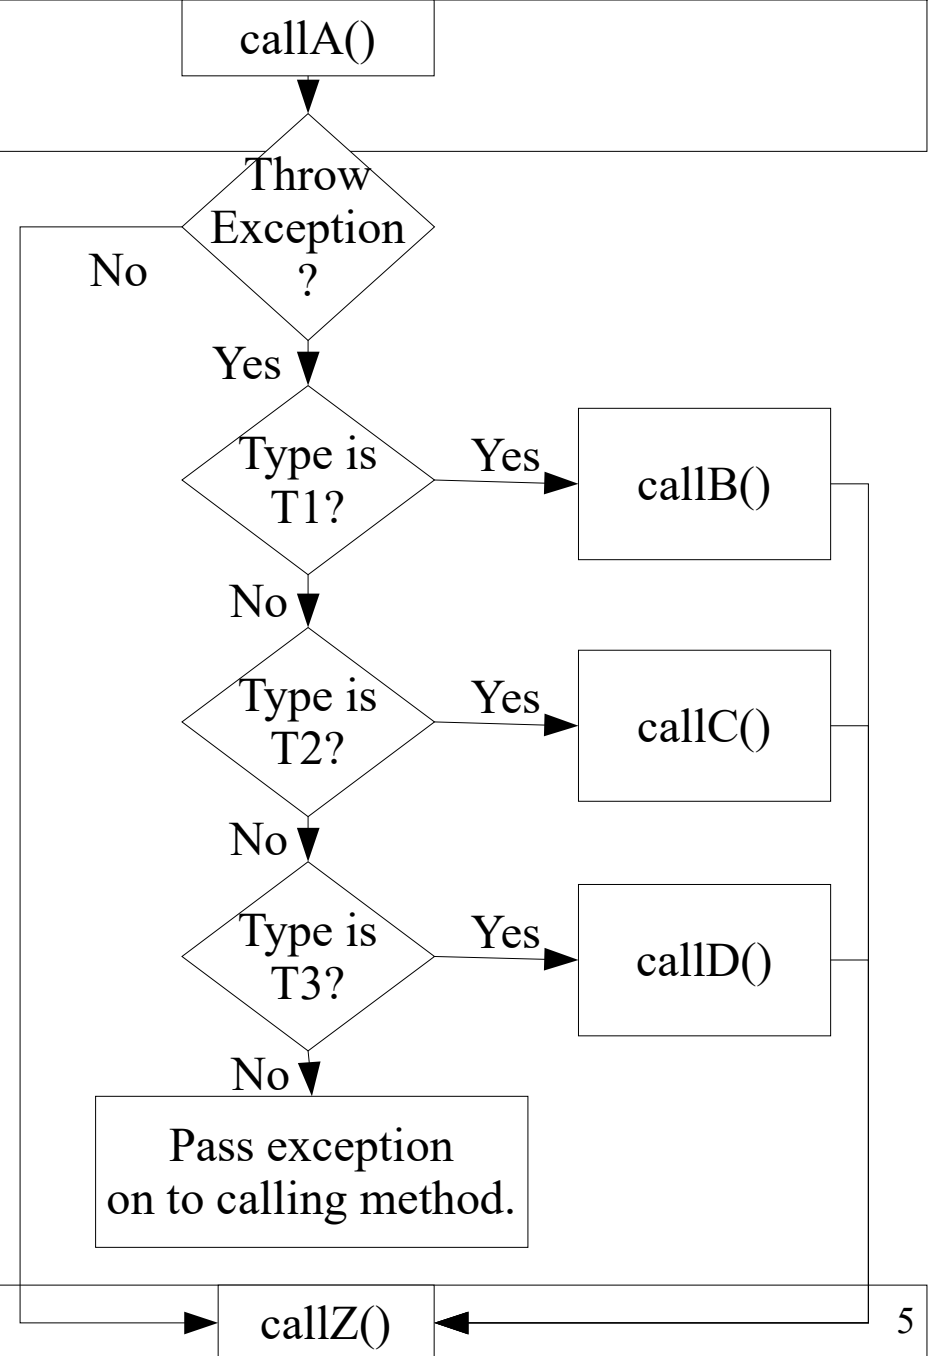 callA()
Throw
Exception
?
No
Yes
Type is
T1?
Yes
callB()
No
Type is
T2?
Yes
callC()
No
Type is
T3?
Yes
callD()
No
Pass exception
on to calling method.
callZ()
5